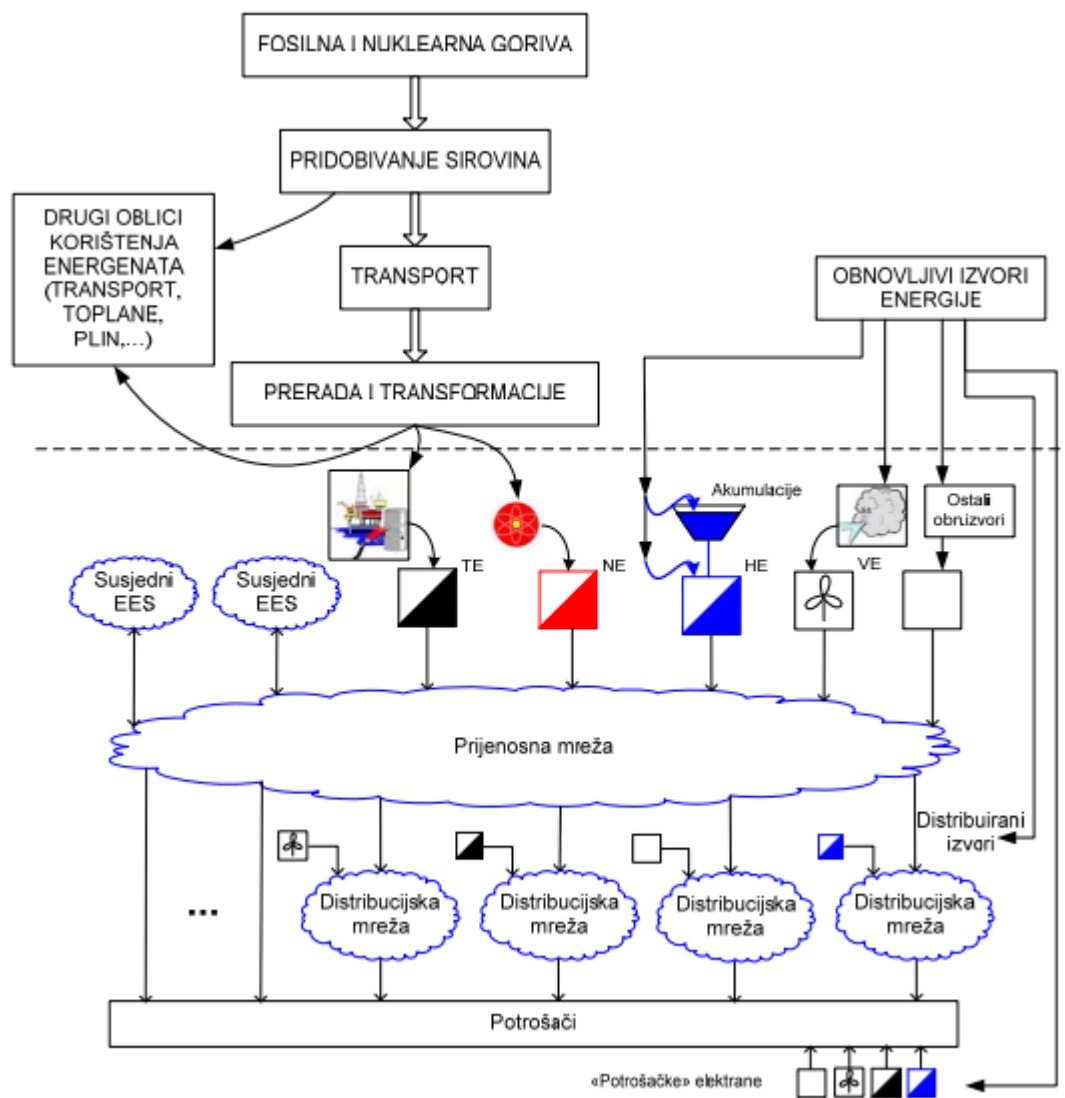 FOSILNA I NUKLEARNA GORIVA
PRIDOBIVANJE SIROVINA
DRUGI OBLICI
KORIŠTENJA
ENERGENATA
(TRANSPORT,
TOPLANE,
PLIN,...)
TRANSPORT
OBNOVLJIVI IZVORI
ENERGIJE
PRERADA I TRANSFORMACIJE
Akumulacije
Ostali
obn.izvori
TE
NE
HE
VE
Susjedni
EES
Susjedni
EES
Prijenosna mreža
Distribuirani
izvori
Distribucijska
mreža
Distribucijska
mreža
Distribucijska
mreža
Distribucijska
mreža
...
Potrošači
«Potrošačke» elektrane